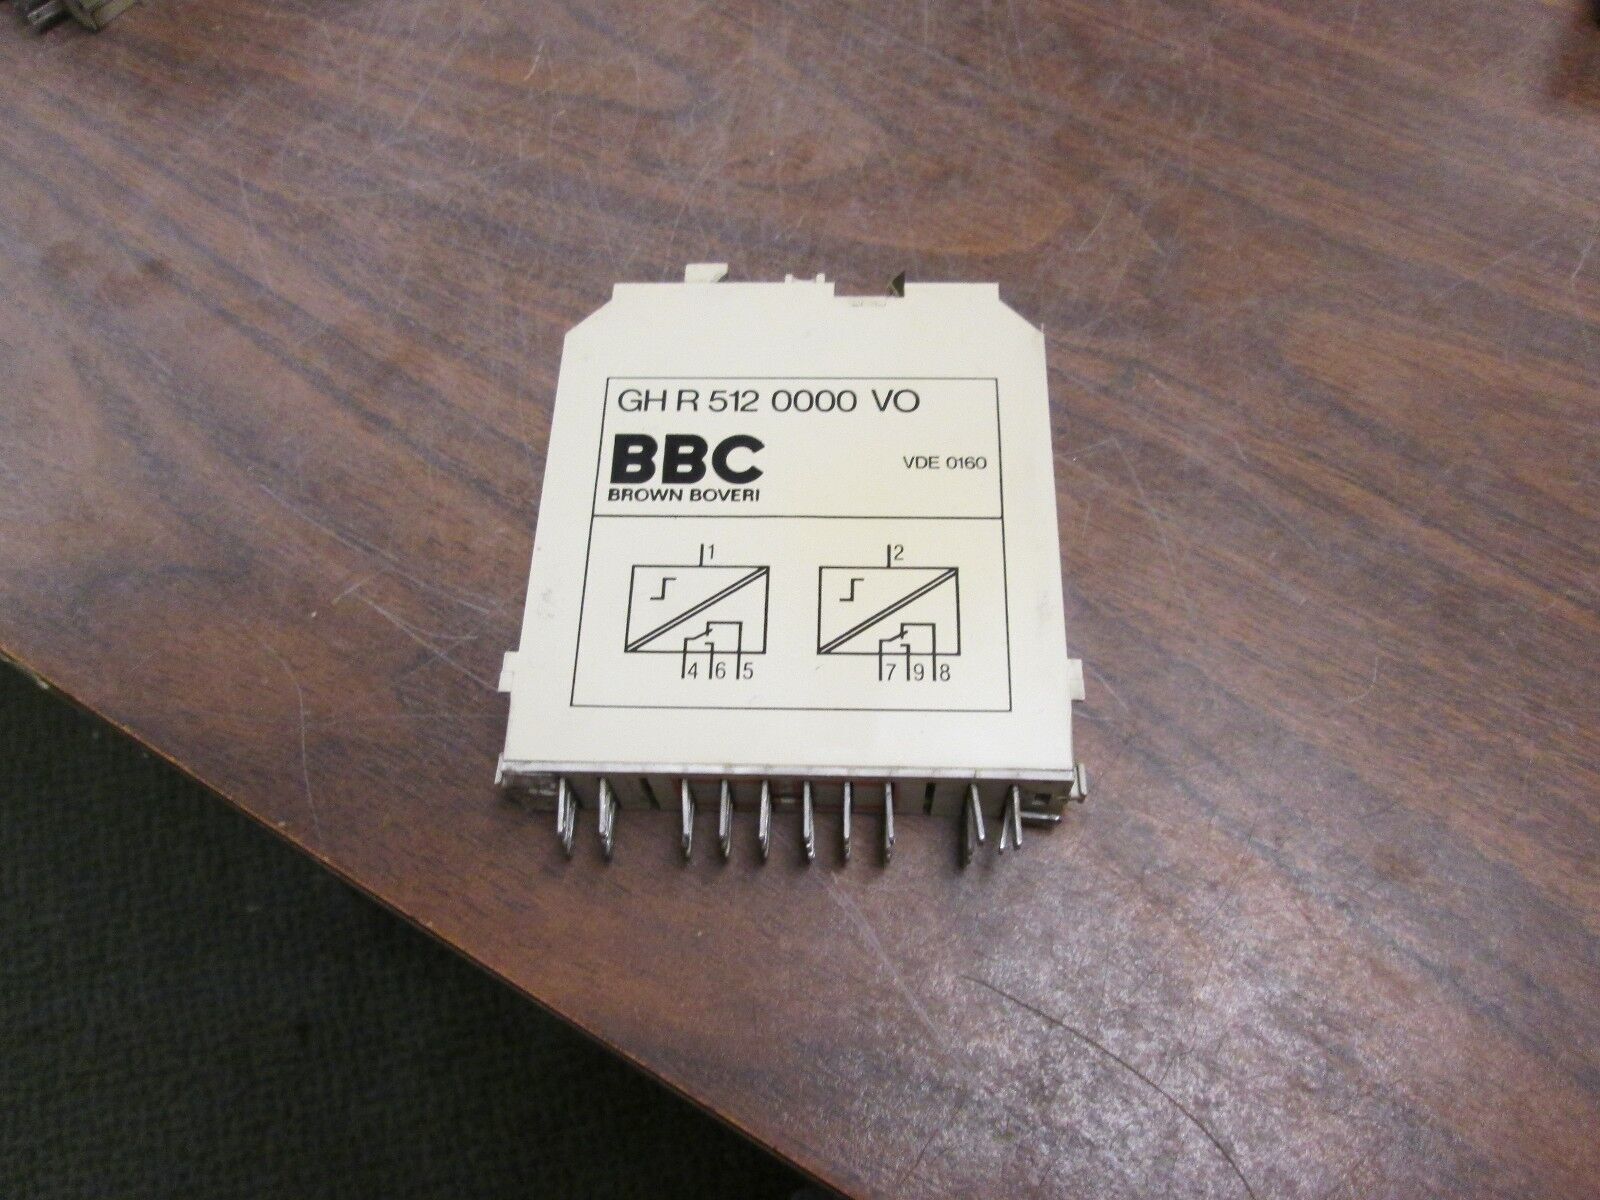 GH R 512 0000 VO
BBC
BROWN BOVERI
VDE 0160
1
2
4 6 5
7 9 8